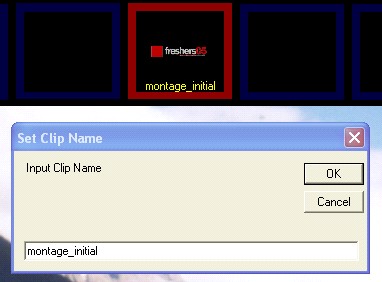 freshers05
montage_initial
Set Clip Name
Input Clip Name
OK
Cancel
montage_initial